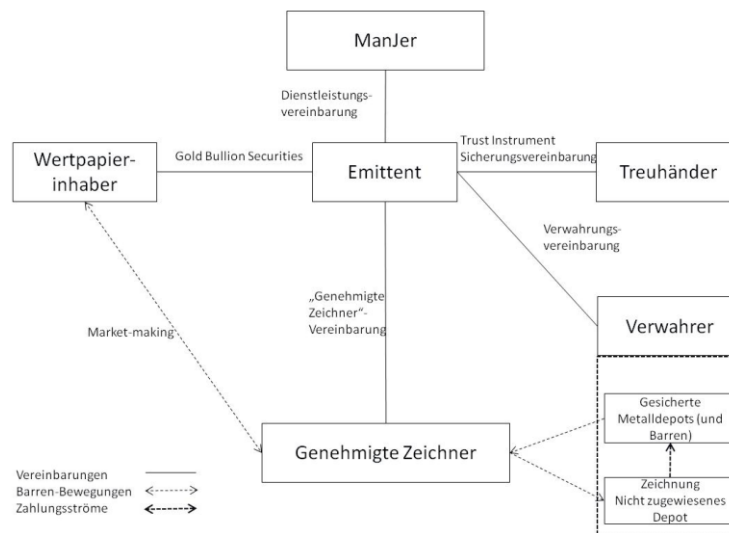 ManJer
Dienstleistungs-
vereinbarung
Wertpapier-
inhaber
Gold Bullion Securities
Emittent
Trust Instrument
Sicherungsvereinbarung
Treuhänder
Verwahrungs-
vereinbarung
„Genehmigte
Zeichner“-
Vereinbarung
Market-making
Verwahrer
Gesicherte
Metalldepots (und
Barren)
Genehmigte Zeichner
Zeichnung
Nicht zugewiesenes
Depot
Vereinbarungen
Barren-Bewegungen
Zahlungsströme